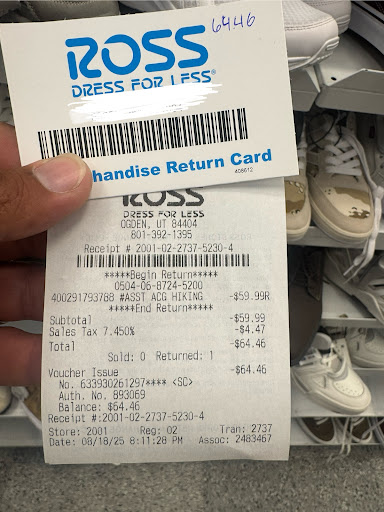 6446
ROSS
DRESS FOR LESS®
handise Return Card
408612
ROSS
DRESS FOR LESS
OGDEN, UT 84404
801-392-1395
Receipt # 2001-02-2737-5230-4
*****Begin Return*****
0504-06-8724-5200
400291793788 #ASST ACG HIKING -$59.99R
*****End Return*****
Subtotal -$59.99
Sales Tax 7.450% -$4.47
Total -$64.46
Sold: 0 Returned: 1
Voucher Issue -$64.46
No. 633930261297**** <SC>
Auth. No. 893069
Balance: $64.46
Receipt #:2001-02-2737-5230-4
Store: 2001 Reg: 02 Tran: 2737
Date: 08/18/25 8:11:28 PM Assoc: 2483467